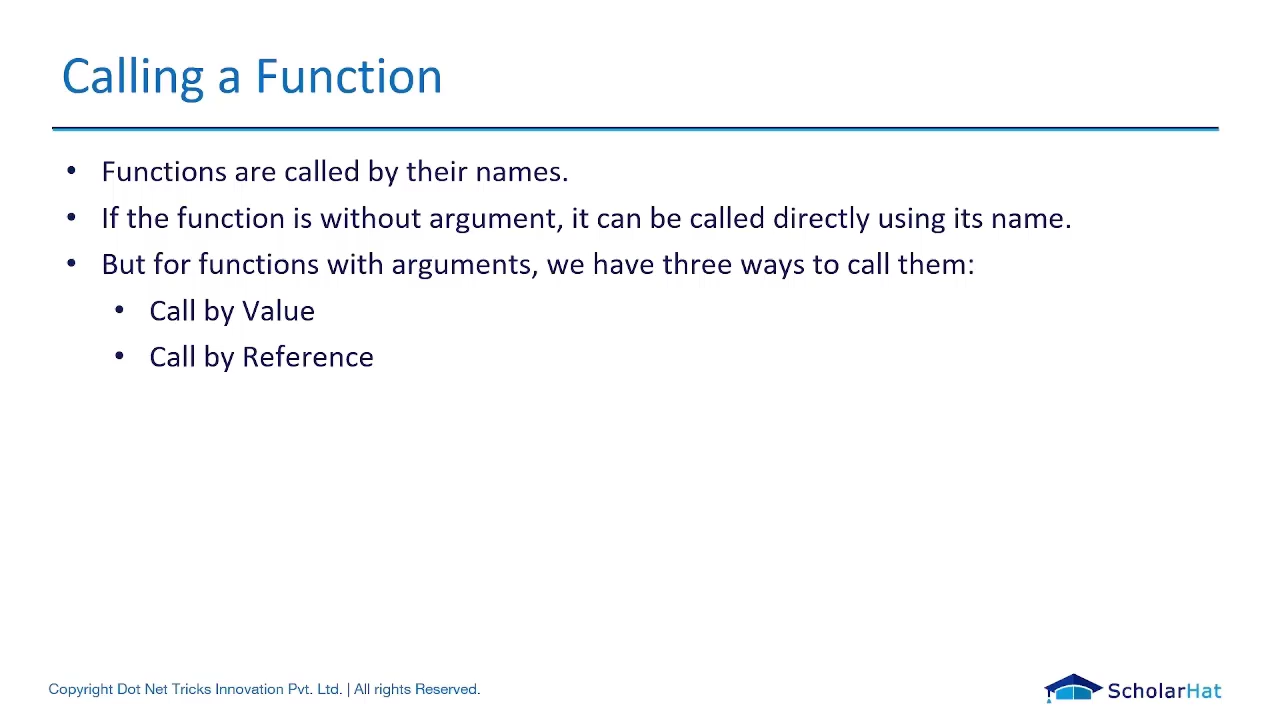 Calling a Function
• Functions are called by their names.
• If the function is without argument, it can be called directly using its name.
• But for functions with arguments, we have three ways to call them:
• Call by Value
• Call by Reference
Copyright Dot Net Tricks Innovation Pvt. Ltd. | All rights Reserved.
ScholarHat